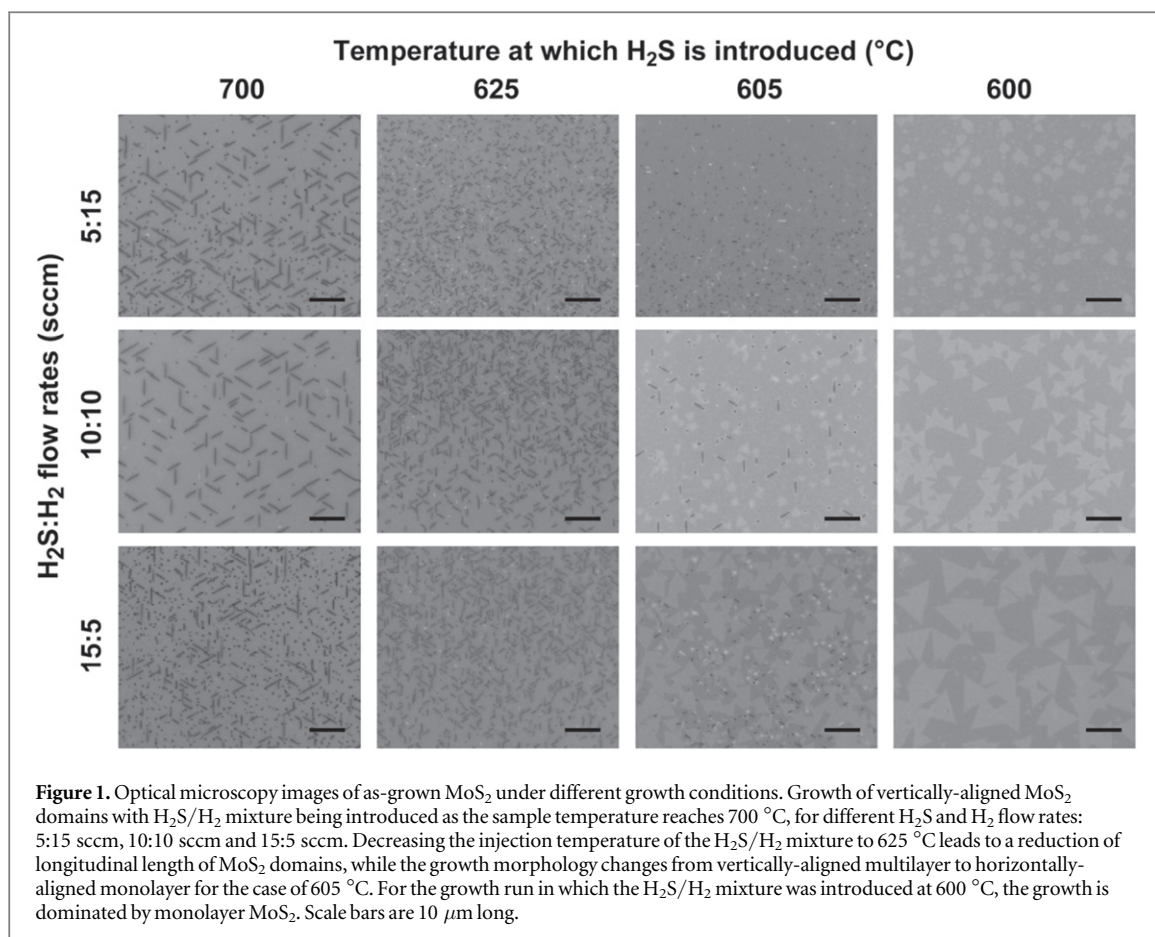 Temperature at which H₂S is introduced (°C)
700 625 605 600
H₂S:H₂ flow rates (sccm)
5:15
10:10
15:5
Figure 1. Optical microscopy images of as-grown MoS₂ under different growth conditions. Growth of vertically-aligned MoS₂
domains with H₂S/H₂ mixture being introduced as the sample temperature reaches 700 °C, for different H₂S and H₂ flow rates:
5:15 sccm, 10:10 sccm and 15:5 sccm. Decreasing the injection temperature of the H₂S/H₂ mixture to 625 °C leads to a reduction of
longitudinal length of MoS₂ domains, while the growth morphology changes from vertically-aligned multilayer to horizontally-
aligned monolayer for the case of 605 °C. For the growth run in which the H₂S/H₂ mixture was introduced at 600 °C, the growth is
dominated by monolayer MoS₂. Scale bars are 10 μm long.